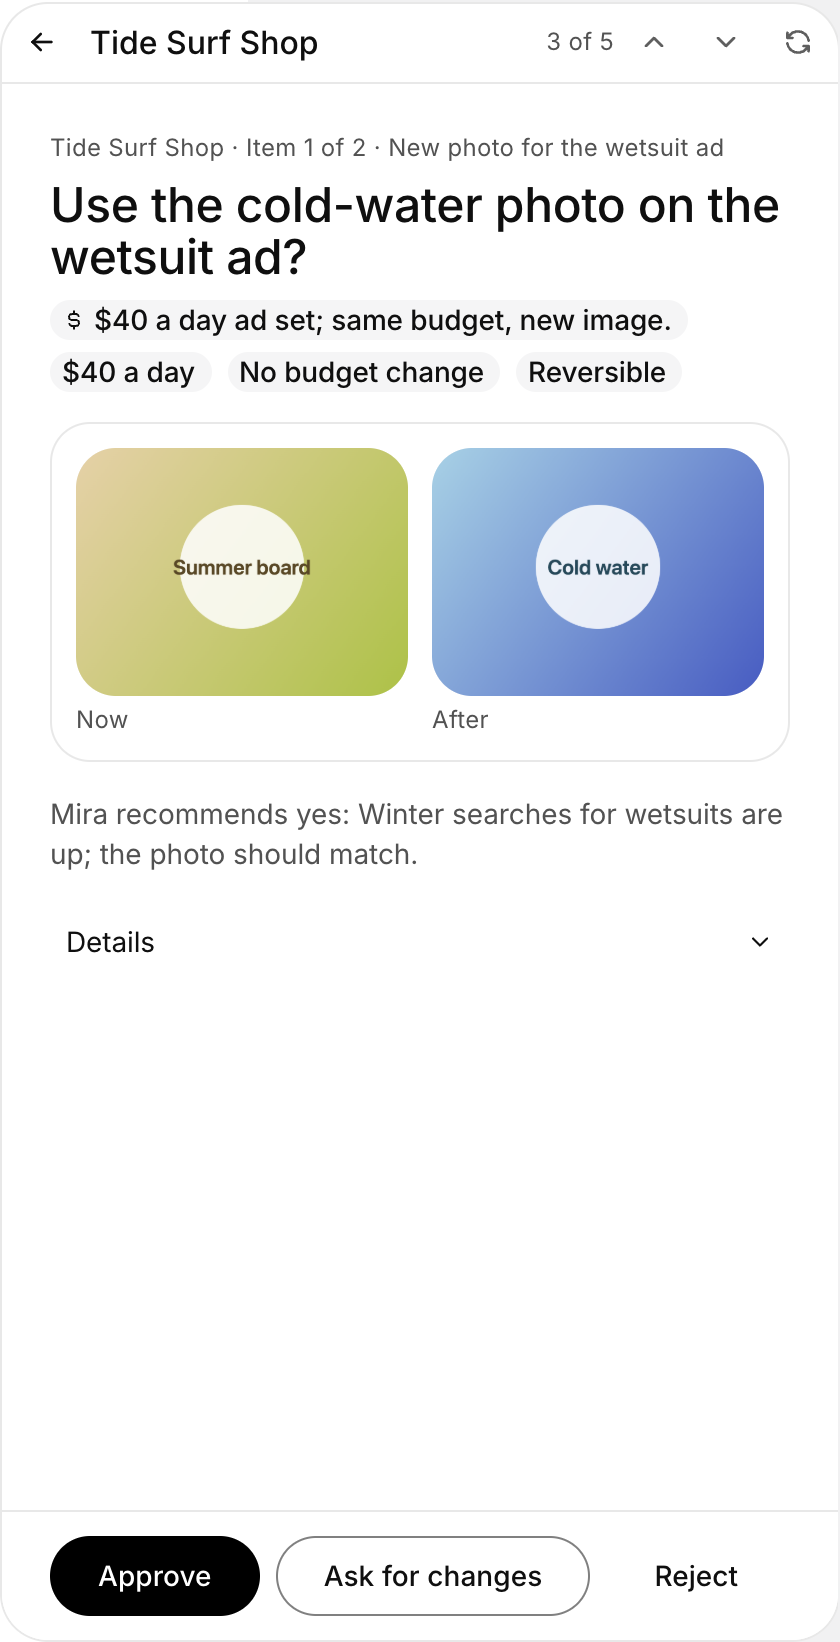 Tide Surf Shop
3 of 5
Tide Surf Shop · Item 1 of 2 · New photo for the wetsuit ad
Use the cold-water photo on the
wetsuit ad?
$ $40 a day ad set; same budget, new image.
$40 a day
No budget change
Reversible
Summer board
Cold water
Now
After
Mira recommends yes: Winter searches for wetsuits are
up; the photo should match.
Details
Approve
Ask for changes
Reject